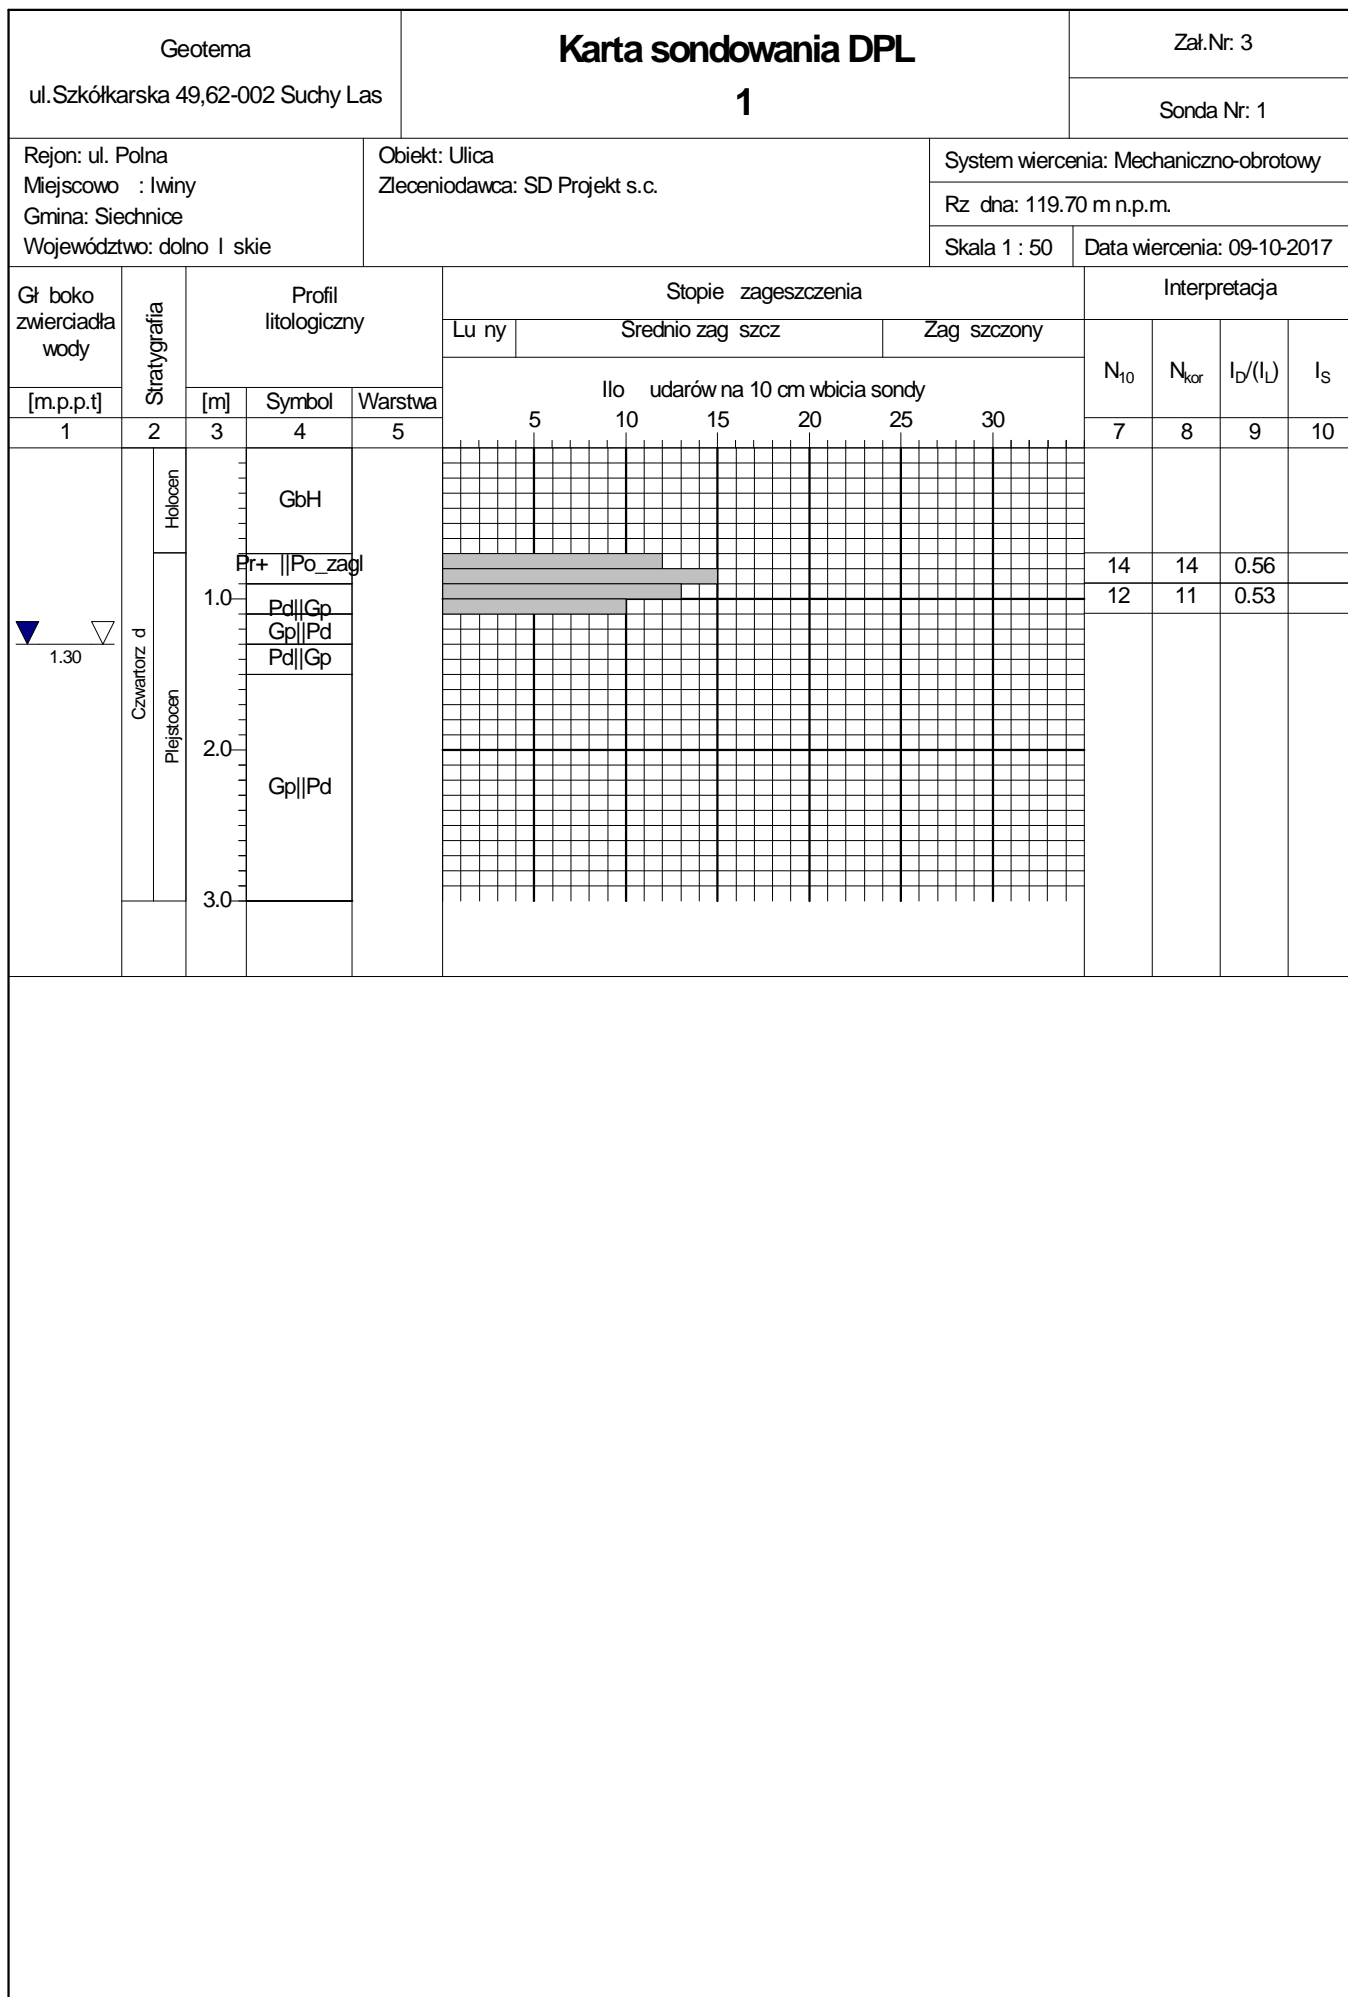 Geotema
ul.Szkółkarska 49,62-002 Suchy Las
Karta sondowania DPL
1
Zał.Nr: 3
Sonda Nr: 1
Rejon: ul. Polna
Miejscowo : Iwiny
Gmina: Siechnice
Województwo: dolno l skie
Obiekt: Ulica
Zleceniodawca: SD Projekt s.c.
System wiercenia: Mechaniczno-obrotowy
Rz dna: 119.70 m n.p.m.
Skala 1 : 50
Data wiercenia: 09-10-2017
Gł boko
zwierciadła
wody
[m.p.p.t]
Stratygrafia
Profil
litologiczny
[m] Symbol Warstwa
Stopie zageszczenia
Lu ny Srednio zag szcz Zag szczony
Ilo udarów na 10 cm wbicia sondy
5 10 15 20 25 30
Interpretacja
N10 Nkor ID/(IL) IS
1 2 3 4 5 7 8 9 10
Holocen
GbH
Pr+ ||Po_zagl
14 14 0.56
1.0
Pd||Gp
12 11 0.53
Gp||Pd
1.30
Pd||Gp
Czwartorz d
Plejstocen
2.0
Gp||Pd
3.0